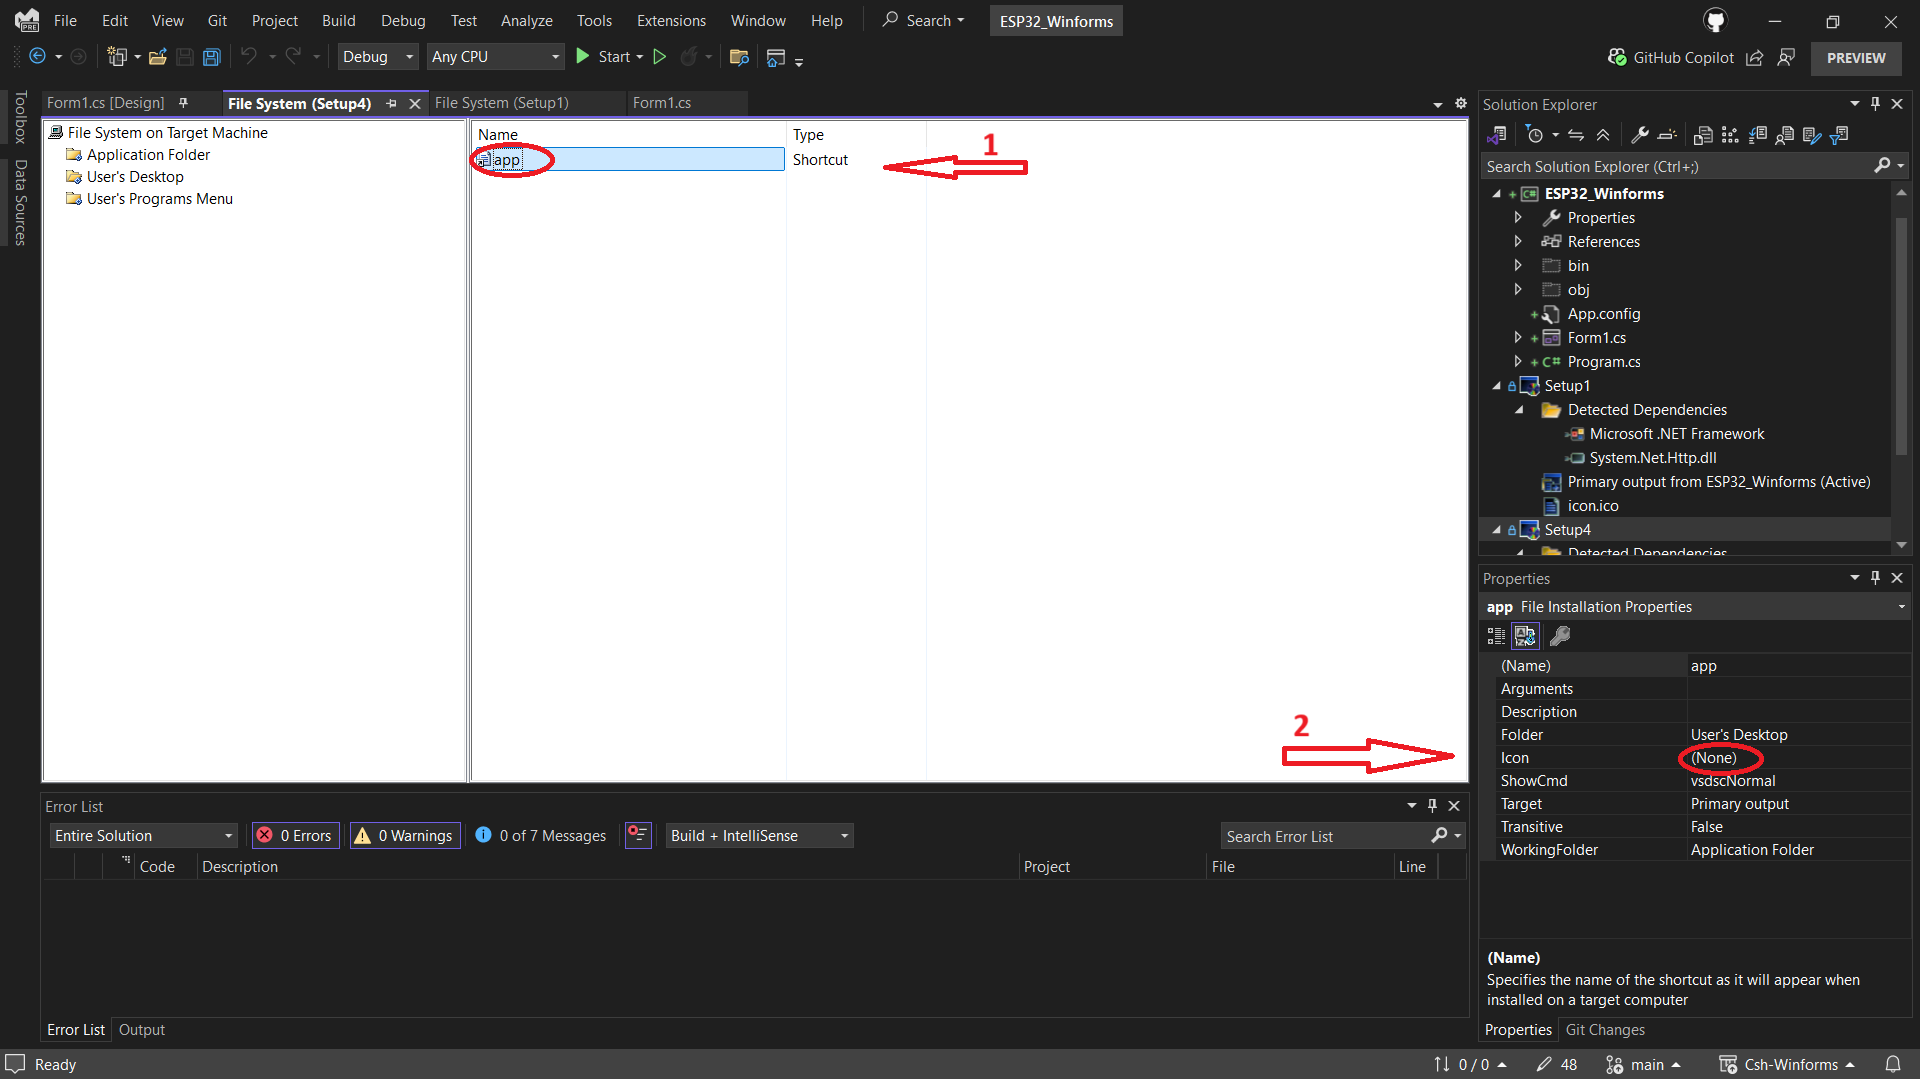 File Edit View Git Project Build Debug Test Analyze Tools Extensions Window Help Search ESP32_Winforms
PRE
Debug Any CPU Start GitHub Copilot PREVIEW
Toolbox
Data Sources
Form1.cs [Design] File System (Setup4) File System (Setup1) Form1.cs
File System on Target Machine
Application Folder
User's Desktop
User's Programs Menu
Name Type
app Shortcut
1
2
Solution Explorer
Search Solution Explorer (Ctrl+;)
ESP32_Winforms
Properties
References
bin
obj
App.config
Form1.cs
C# Program.cs
Setup1
Detected Dependencies
Microsoft .NET Framework
System.Net.Http.dll
Primary output from ESP32_Winforms (Active)
icon.ico
Setup4
Detected Dependencies
Properties
app File Installation Properties
(Name) app
Arguments
Description
Folder User's Desktop
Icon (None)
ShowCmd vsdscNormal
Target Primary output
Transitive False
WorkingFolder Application Folder
(Name)
Specifies the name of the shortcut as it will appear when
installed on a target computer
Properties Git Changes
Error List
Entire Solution 0 Errors 0 Warnings 0 of 7 Messages Build + IntelliSense Search Error List
Code Description Project File Line
Error List Output
Ready 0 / 0 48 main Csh-Winforms